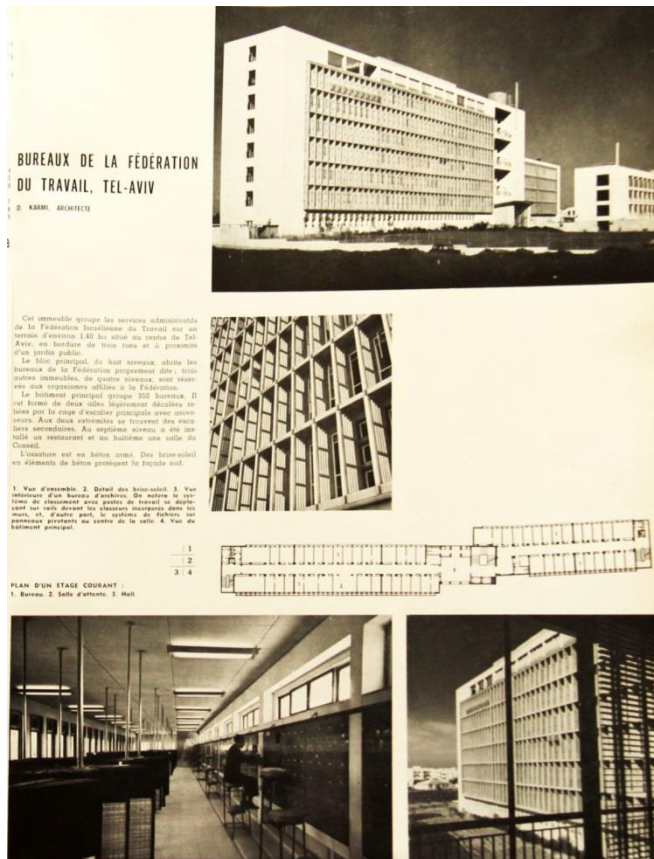 BUREAUX DE LA FÉDÉRATION
DU TRAVAIL, TEL-AVIV
D. KARMI, ARCHITECTE
Cet immeuble groupe les services administratifs
de la Fédération Israélienne du Travail sur un
terrain d'environ 1,40 ha situé au centre de Tel-
Aviv, en bordure de trois rues et à proximité
d'un jardin public.
Le bloc principal, de huit niveaux, abrite les
bureaux de la Fédération proprement dite ; trois
autres immeubles, de quatre niveaux, sont réser-
vés aux organismes affiliés à la Fédération.
Le bâtiment principal groupe 350 bureaux. Il
est formé de deux ailes légèrement décalées re-
liées par la cage d'escalier principale avec ascen-
seurs. Aux deux extrémités se trouvent des esca-
liers secondaires. Au septième niveau a été ins-
tallé un restaurant et au huitième une salle du
Conseil.
L'ossature est en béton armé. Des brise-soleil
en éléments de béton protègent la façade sud.
1. Vue d'ensemble. 2. Détail des brise-soleil. 3. Vue
intérieure d'un bureau d'archives. On notera le sys-
tème de classement avec postes de travail se dépla-
çant sur rails devant les classeurs incorporés dans les
murs, et, d'autre part, le système de fichiers sur
panneaux pivotants au centre de la salle. 4. Vue du
bâtiment principal.
1
2
3 4
PLAN D'UN ETAGE COURANT :
1. Bureau. 2. Salle d'attente. 3. Hall.